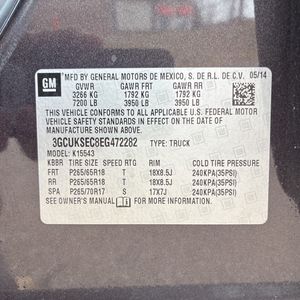 GM
MFD BY GENERAL MOTORS DE MEXICO, S. DE R.L. DE C.V. 05/14
GVWR GAWR FRT GAWR RR
3266 KG 1792 KG 1792 KG
7200 LB 3950 LB 3950 LB
THIS VEHICLE CONFORMS TO ALL APPLICABLE U.S. FEDERAL MOTOR
VEHICLE SAFETY STANDARDS IN EFFECT ON THE DATE OF
MANUFACTURE SHOWN ABOVE.
3GCUKSEC8EG472282 TYPE: TRUCK
MODEL: K15543
KBBR TIRE SIZE SPEED RTG RIM COLD TIRE PRESSURE
FRT P265/65R18 T 18X8.5J 240KPA(35PSI)
RR P265/65R18 T 18X8.5J 240KPA(35PSI)
SPA P265/70R17 S 17X7J 240KPA(35PSI)
SEE OWNER'S MANUAL FOR ADDITIONAL INFORMATION.